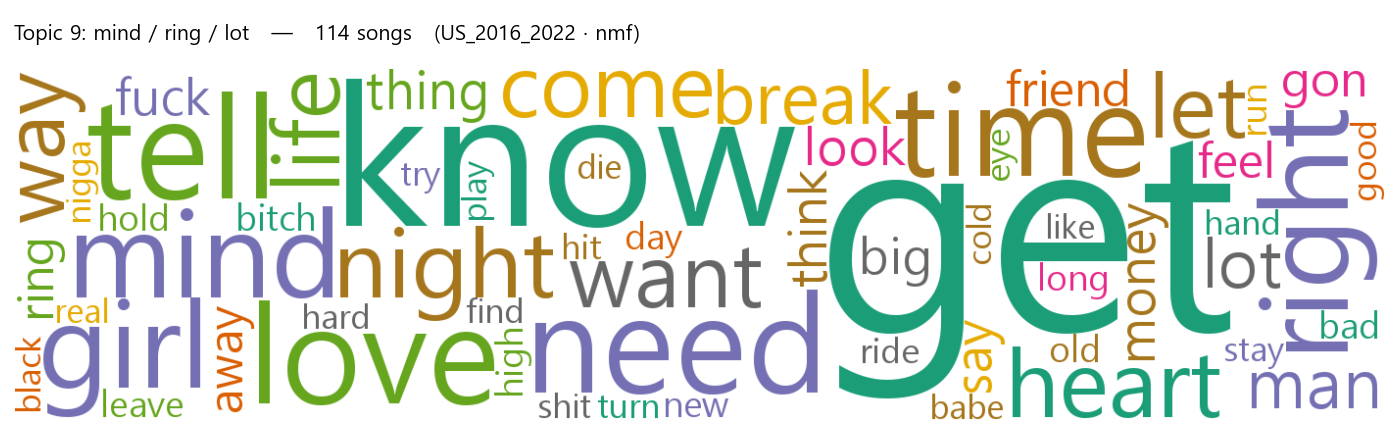 Topic 9: mind / ring / lot — 114 songs (US_2016_2022 · nmf)
way
fuck
tell
life
thing
know
come
break
time
friend
let
run
gon
nigga
try
play
die
look
eye
feel
right
good
hold
bitch
mind
night
hit
day
want
think
get
big
cold
like
long
money
hand
lot
ring
real
girl
away
hard
love
find
high
need
ride
say
old
stay
bad
black
leave
shit
turn
new
babe
heart
man